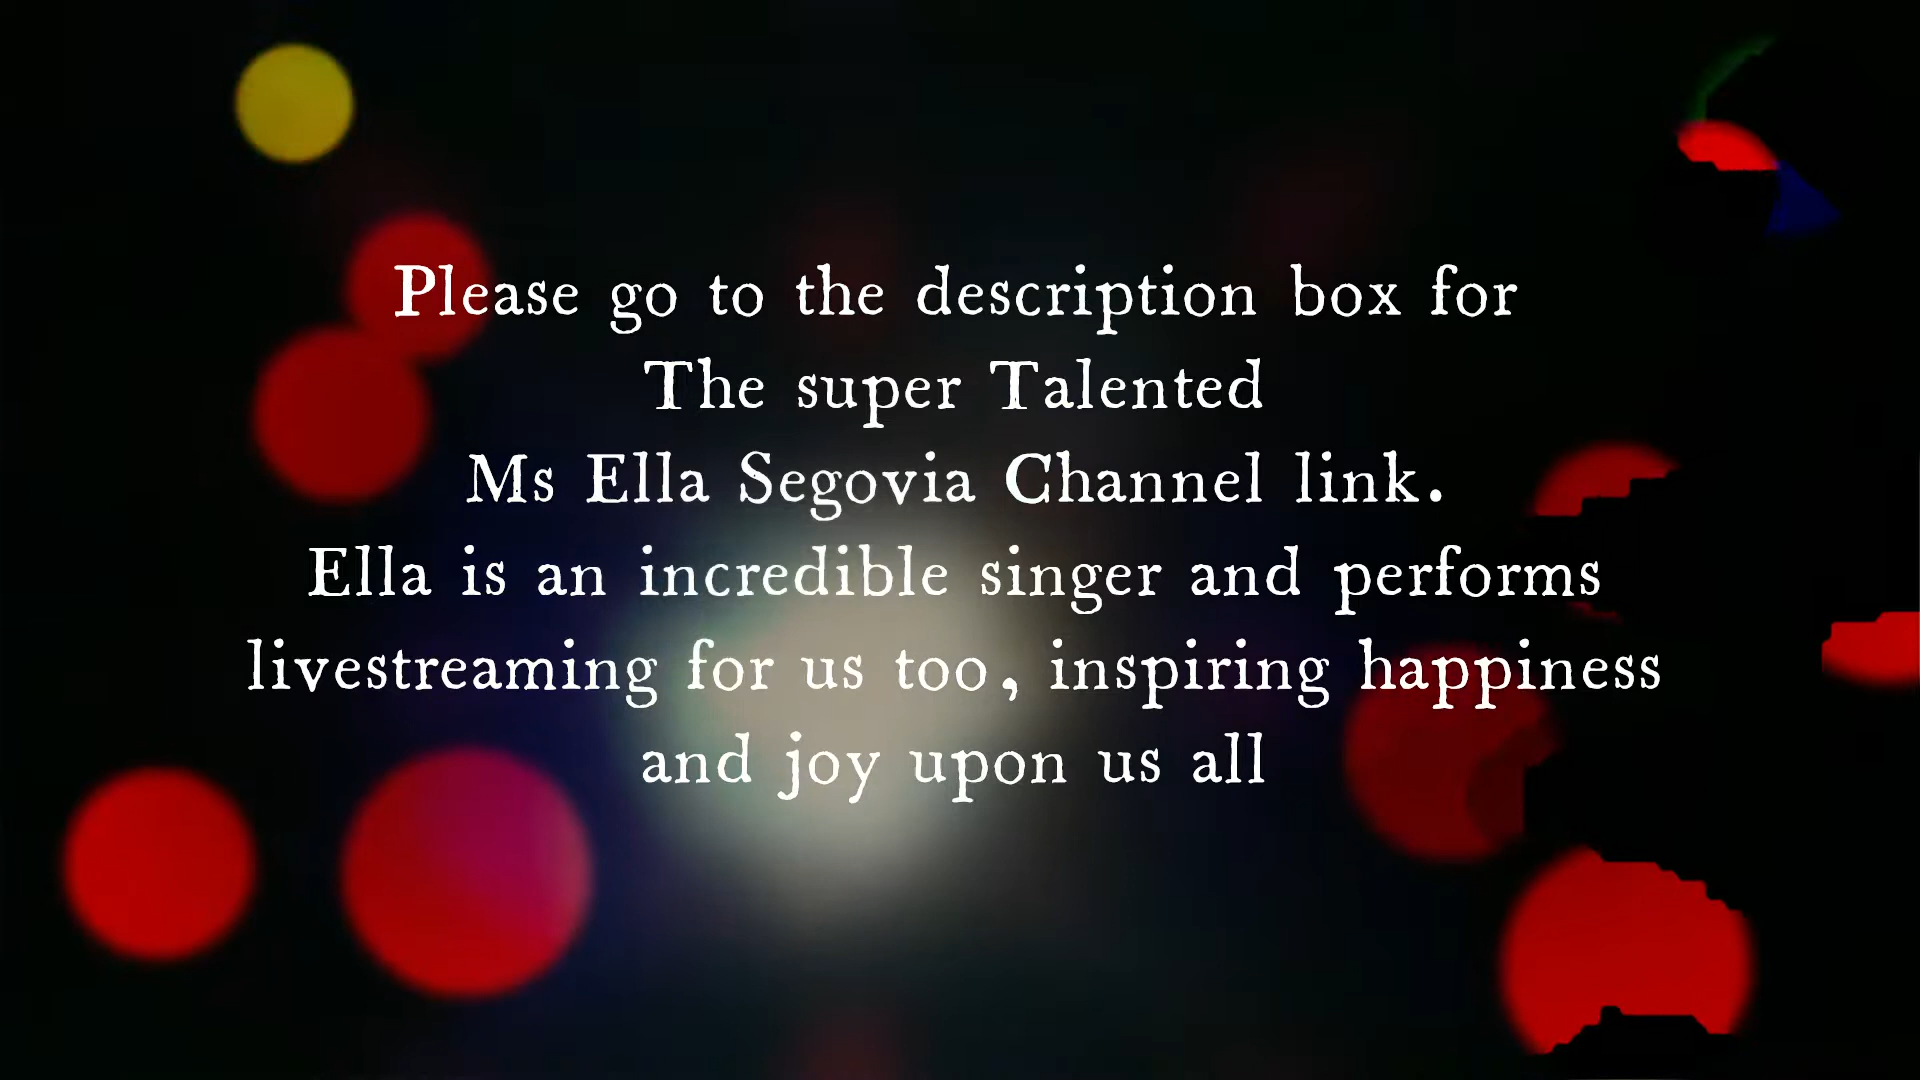 Please go to the description box for
The super Talented
Ms Ella Segovia Channel link.
Ella is an incredible singer and performs
livestreaming for us too, inspiring happiness
and joy upon us all